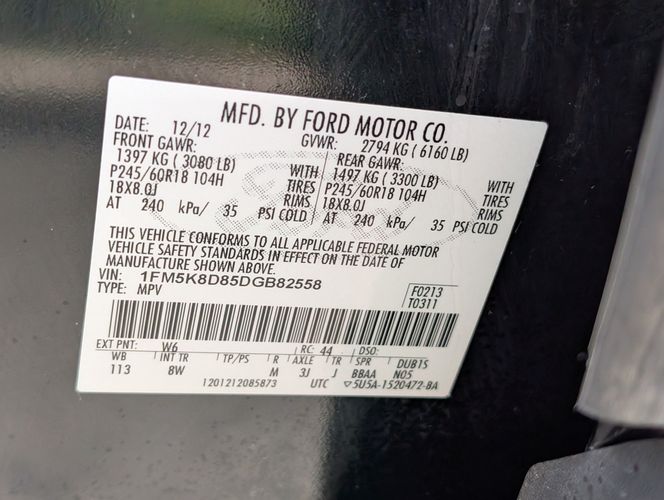 MFD. BY FORD MOTOR CO.
DATE: 12/12 GVWR: 2794 KG ( 6160 LB)
FRONT GAWR: REAR GAWR:
1397 KG ( 3080 LB) WITH 1497 KG ( 3300 LB) WITH
P245/60R18 104H TIRES P245/60R18 104H TIRES
18X8.0J RIMS 18X8.0J RIMS
AT 240 kPa/ 35 PSI COLD AT 240 kPa/ 35 PSI COLD
THIS VEHICLE CONFORMS TO ALL APPLICABLE FEDERAL MOTOR
VEHICLE SAFETY STANDARDS IN EFFECT ON THE DATE OF
MANUFACTURE SHOWN ABOVE.
VIN: 1FM5K8D85DGB82558 F0213
TYPE: MPV T0311
EXT PNT: W6 RC: 44 DSO:
WB INT TR TP/PS R AXLE TR SPR DUBTS
113 8W M 3J J BBAA N05
1201212085873 UTC ▽5U5A-1520472-BA